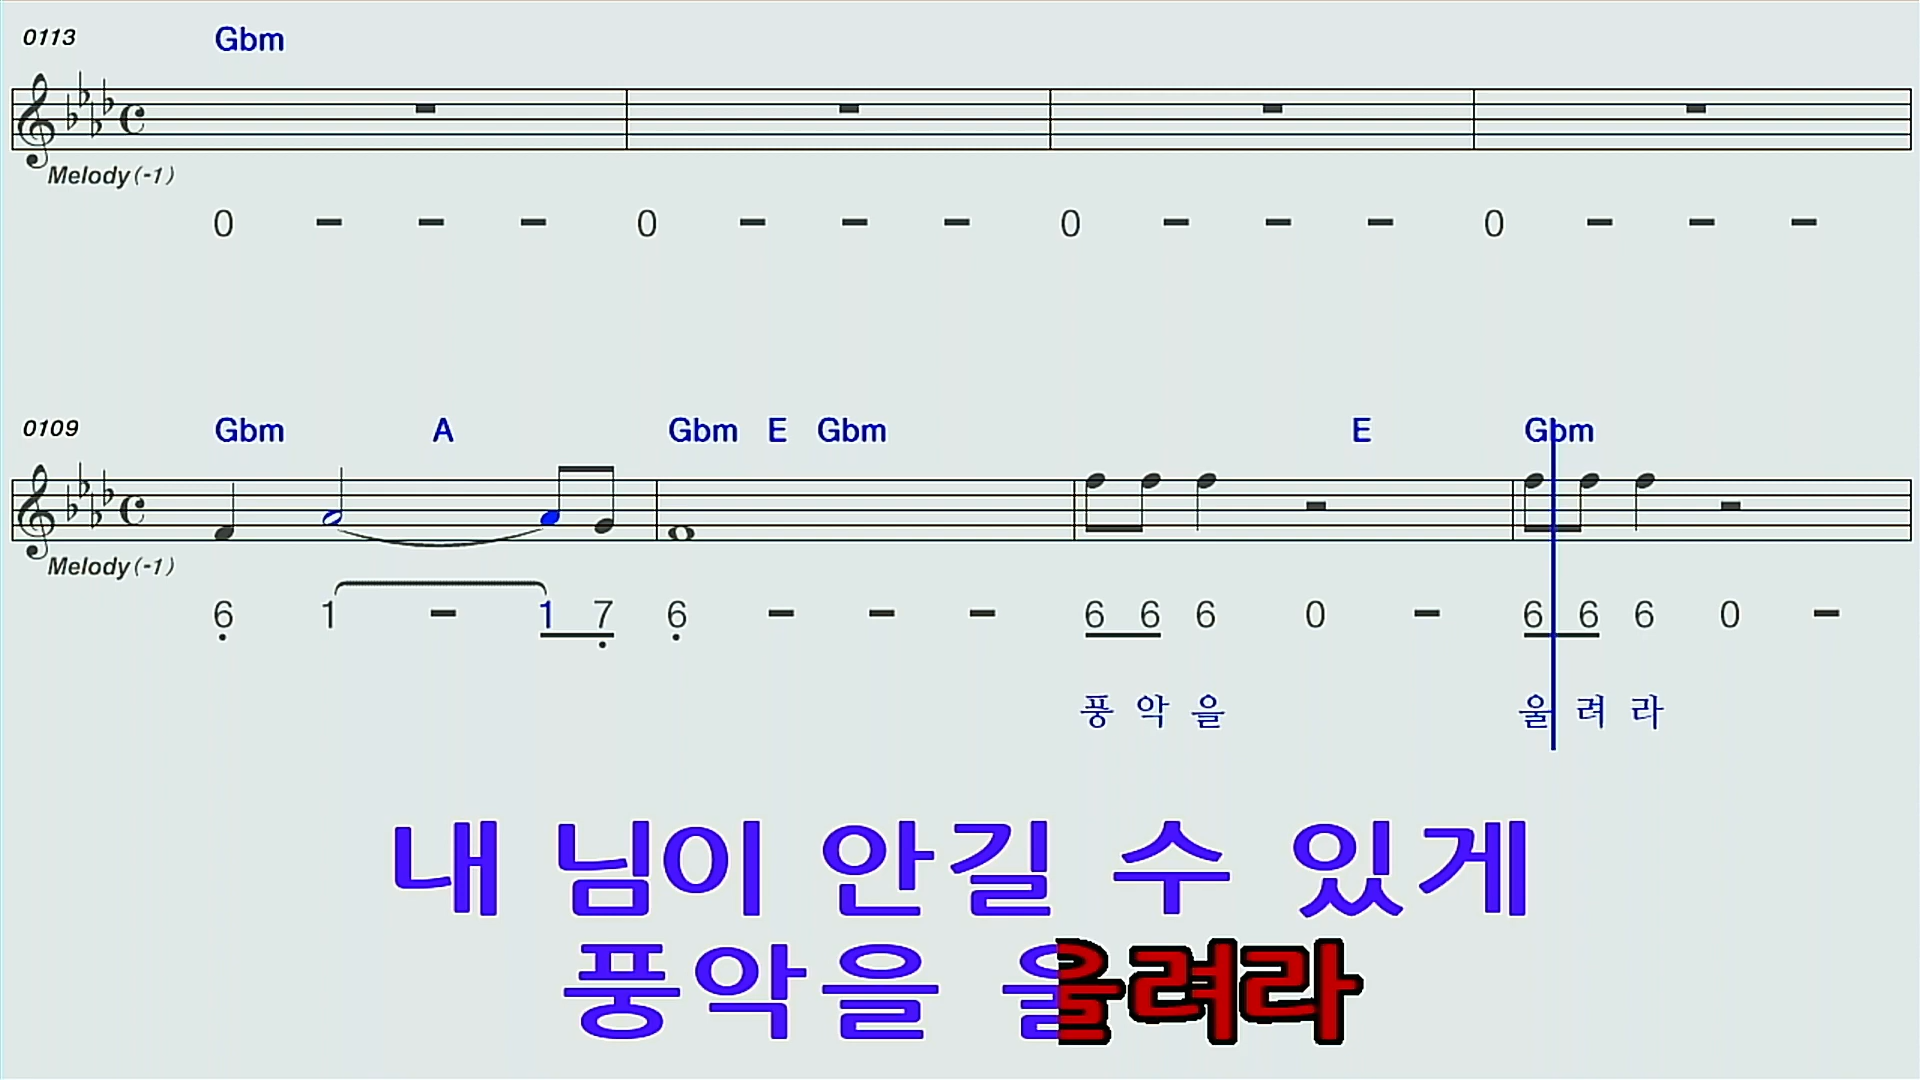 0113 Gbm
Melody(-1)
0 - - - 0 - - - 0 - - - 0 - - -
0109 Gbm A Gbm E Gbm E Gbm
Melody(-1)
6 1 - 1 7 6 - - - 6 6 6 0 - 6 6 6 0 -
풍 악 을 울 려 라
내 님이 안길 수 있게
풍악을 울려라